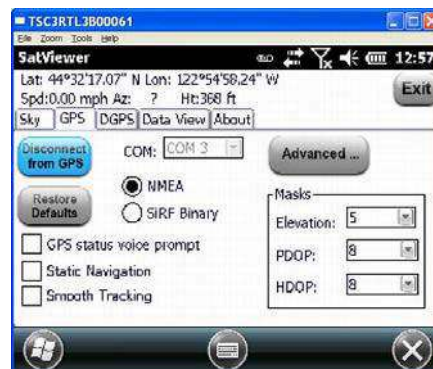 TSC3RTL3B00061
File Zoom Tools Help
SatViewer 12:57
Lat: 44°32'17.07" N Lon: 122°54'58.24" W
Spd:0.00 mph Az: ? Ht:368 ft
Exit
Sky GPS DGPS Data View About
Disconnect from GPS
COM: COM 3
Advanced ...
NMEA
Restore Defaults
SiRF Binary
Masks
Elevation: 5
GPS status voice prompt
PDOP: 8
Static Navigation
HDOP: 8
Smooth Tracking